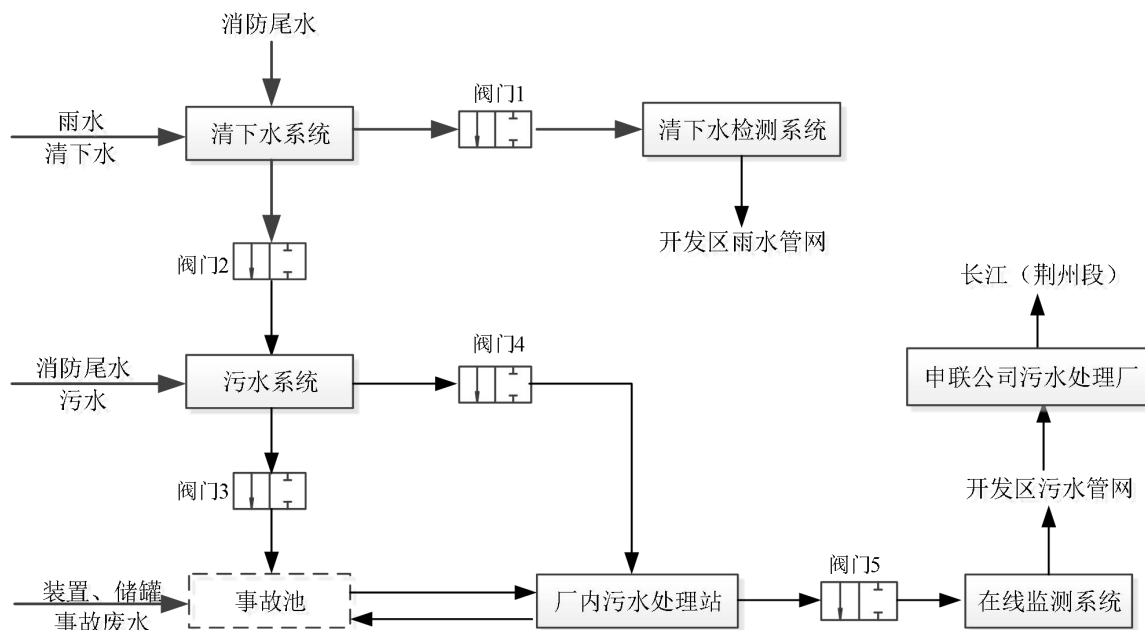 消防尾水
阀门1
雨水
清下水
清下水系统
清下水检测系统
阀门2
开发区雨水管网
长江（荆州段）
阀门4
消防尾水
污水
污水系统
申联公司污水处理厂
阀门3
开发区污水管网
阀门5
装置、储罐
事故废水
事故池
厂内污水处理站
在线监测系统